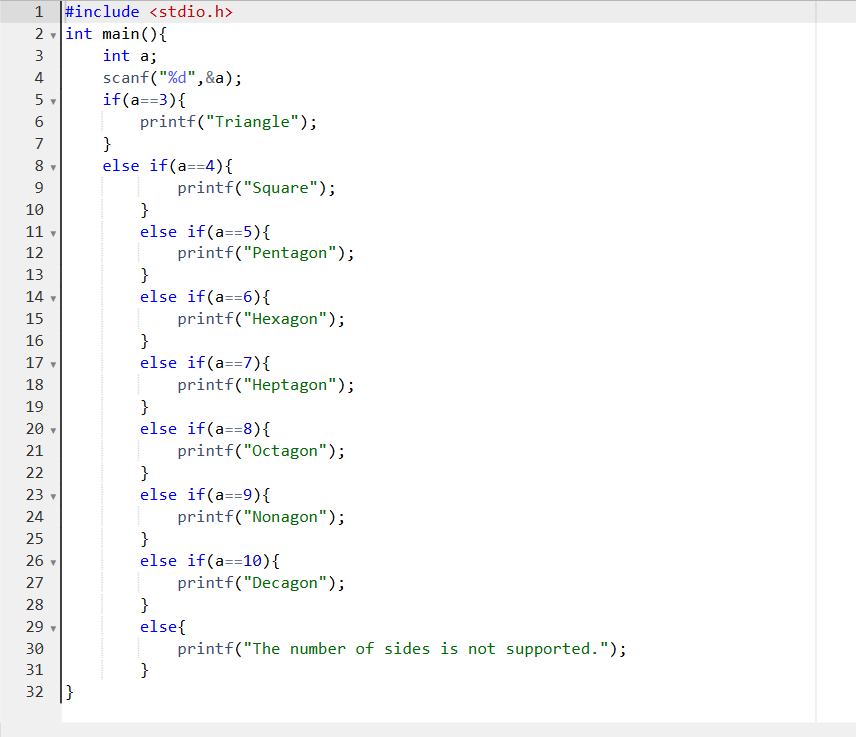 1 #include <stdio.h>
2 int main(){
3     int a;
4     scanf("%d",&a);
5     if(a==3){
6         printf("Triangle");
7     }
8     else if(a==4){
9             printf("Square");
10         }
11         else if(a==5){
12             printf("Pentagon");
13         }
14         else if(a==6){
15             printf("Hexagon");
16         }
17         else if(a==7){
18             printf("Heptagon");
19         }
20         else if(a==8){
21             printf("Octagon");
22         }
23         else if(a==9){
24             printf("Nonagon");
25         }
26         else if(a==10){
27             printf("Decagon");
28         }
29         else{
30             printf("The number of sides is not supported.");
31         }
32 }